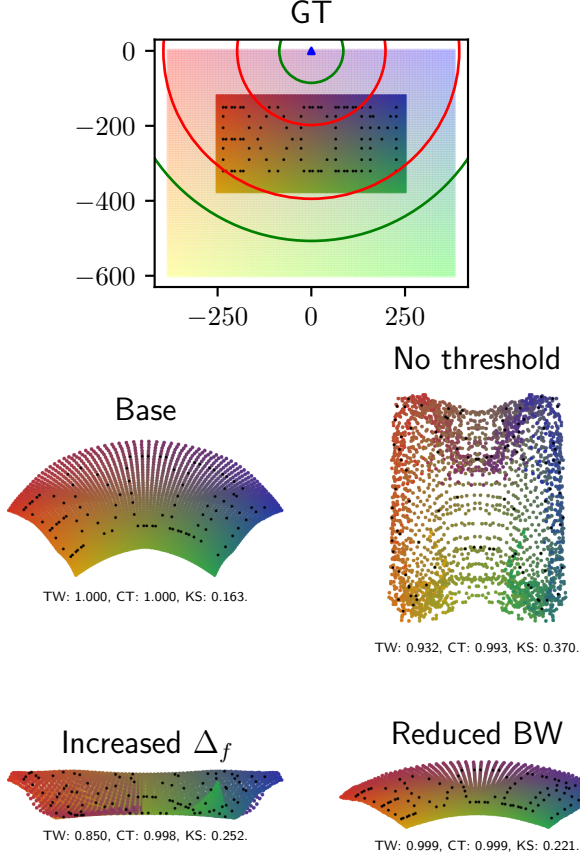 GT
0
−200
−400
−600
−250 0 250
No threshold
Base
TW: 1.000, CT: 1.000, KS: 0.163.
TW: 0.932, CT: 0.993, KS: 0.370.
Increased Δf
Reduced BW
TW: 0.850, CT: 0.998, KS: 0.252.
TW: 0.999, CT: 0.999, KS: 0.221.